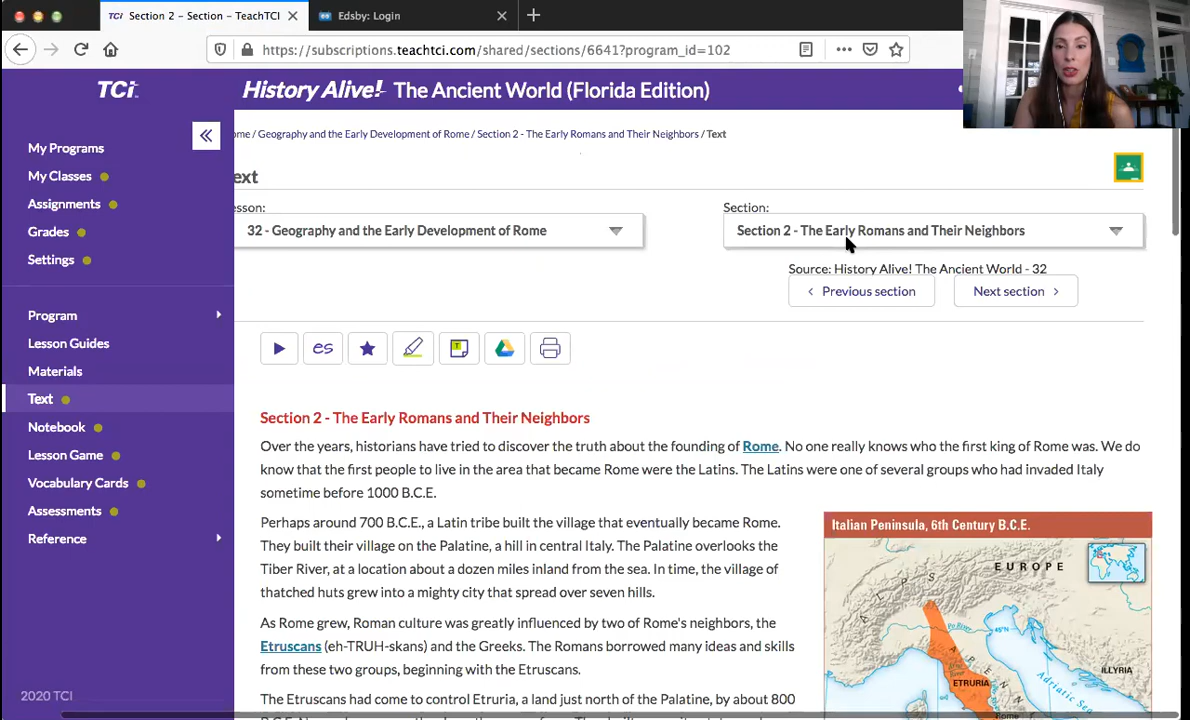 TCi Section 2 – Section – TeachTCI
Edsby: Login
https://subscriptions.teachtci.com/shared/sections/6641?program_id=102
TCi
History Alive! The Ancient World (Florida Edition)
My Programs
My Classes
Assignments
Grades
Settings
Program
Lesson Guides
Materials
Text
Notebook
Lesson Game
Vocabulary Cards
Assessments
Reference
2020 TCI
ome / Geography and the Early Development of Rome / Section 2 - The Early Romans and Their Neighbors / Text
ext
esson:
32 - Geography and the Early Development of Rome
Section:
Section 2 - The Early Romans and Their Neighbors
Source: History Alive! The Ancient World - 32
Previous section
Next section
es
T
Section 2 - The Early Romans and Their Neighbors
Over the years, historians have tried to discover the truth about the founding of Rome. No one really knows who the first king of Rome was. We do
know that the first people to live in the area that became Rome were the Latins. The Latins were one of several groups who had invaded Italy
sometime before 1000 B.C.E.
Perhaps around 700 B.C.E., a Latin tribe built the village that eventually became Rome.
They built their village on the Palatine, a hill in central Italy. The Palatine overlooks the
Tiber River, at a location about a dozen miles inland from the sea. In time, the village of
thatched huts grew into a mighty city that spread over seven hills.
As Rome grew, Roman culture was greatly influenced by two of Rome's neighbors, the
Etruscans (eh-TRUH-skans) and the Greeks. The Romans borrowed many ideas and skills
from these two groups, beginning with the Etruscans.
The Etruscans had come to control Etruria, a land just north of the Palatine, by about 800
Italian Peninsula, 6th Century B.C.E.
EUROPE
ALPS
Po River
45°N
APENN
ILLYRIA
ETRURIA
Adriatic Sea
Rome